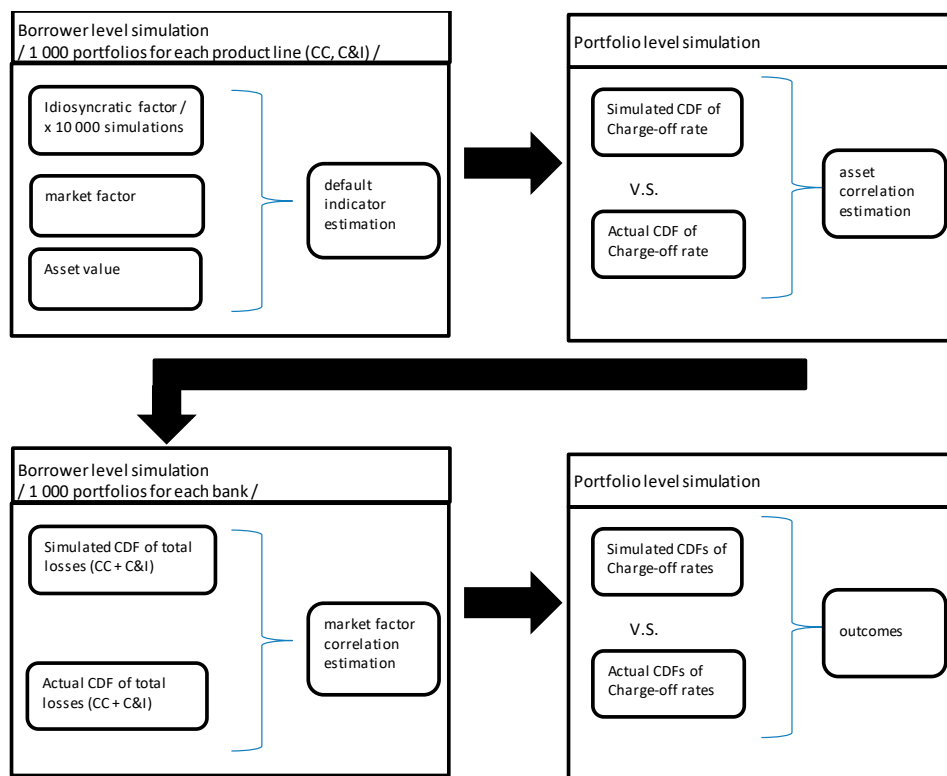 Borrower level simulation
/ 1 000 portfolios for each product line (CC, C&I) /
Idiosyncratic factor /
x 10 000 simulations
market factor
Asset value
default
indicator
estimation
Portfolio level simulation
Simulated CDF of
Charge-off rate
V.S.
Actual CDF of
Charge-off rate
asset
correlation
estimation
Borrower level simulation
/ 1 000 portfolios for each bank /
Simulated CDF of total
losses (CC + C&I)
Actual CDF of total
losses (CC + C&I)
market factor
correlation
estimation
Portfolio level simulation
Simulated CDFs of
Charge-off rates
V.S.
Actual CDFs of
Charge-off rates
outcomes